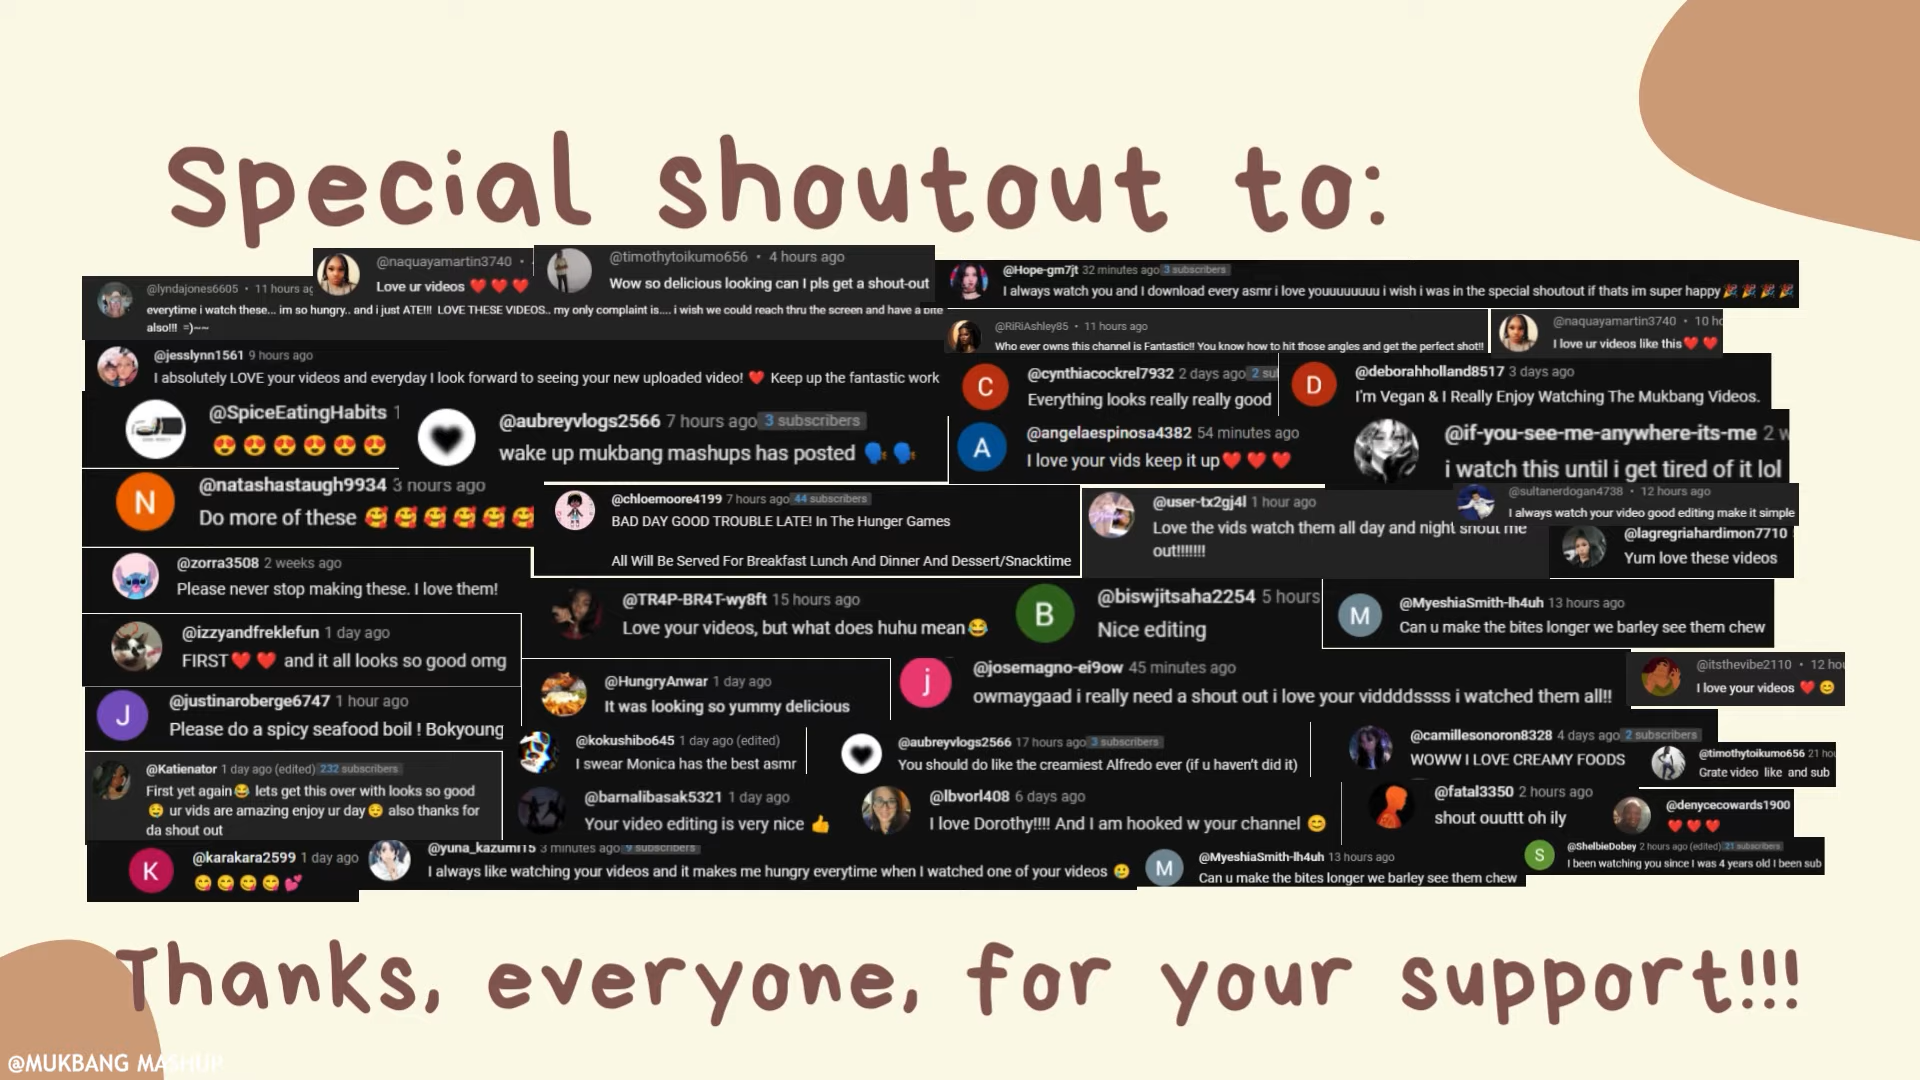 Special shoutout to:
@naquayamartin3740 •
Love ur videos ❤️ ❤️ ❤️
@timothytoikumo656 • 4 hours ago
Wow so delicious looking can I pls get a shout-out
@lyndajones6605 • 11 hours ag
everytime i watch these... im so hungry.. and i just ATE!!! LOVE THESE VIDEOS.. my only complaint is.... i wish we could reach thru the screen and have a bite
also!!! =)~~
@Hope-gm7jt 32 minutes ago 3 subscribers
I always watch you and I download every asmr i love youuuuuuuu i wish i was in the special shoutout if thats im super happy🎉 🎉 🎉 🎉
@RiRiAshley85 • 11 hours ago
Who ever owns this channel is Fantastic!! You know how to hit those angles and get the perfect shot!!
@naquayamartin3740 • 10 ho
I love ur videos like this❤️ ❤️
@jesslynn1561 9 hours ago
I absolutely LOVE your videos and everyday I look forward to seeing your new uploaded video! ❤️ Keep up the fantastic work
@cynthiacockrel7932 2 days ago 2 su
Everything looks really really good
@deborahholland8517 3 days ago
I'm Vegan & I Really Enjoy Watching The Mukbang Videos.
@SpiceEatingHabits 1
😍 😍 😍 😍 😍 😍
@aubreyvlogs2566 7 hours ago 3 subscribers
wake up mukbang mashups has posted 🗣️ 🗣️
@angelaespinosa4382 54 minutes ago
I love your vids keep it up❤️ ❤️ ❤️
@if-you-see-me-anywhere-its-me 2 w
i watch this until i get tired of it lol
@natashastaugh9934 3 hours ago
Do more of these 🥰 🥰 🥰 🥰 🥰 🥰
@chloemoore4199 7 hours ago 44 subscribers
BAD DAY GOOD TROUBLE LATE! In The Hunger Games
All Will Be Served For Breakfast Lunch And Dinner And Dessert/Snacktime
@user-tx2gj4l 1 hour ago
Love the vids watch them all day and night shout me
out!!!!!!!
@sultanerdogan4738 • 12 hours ago
I always watch your video good editing make it simple
@lagregriahardimon7710
Yum love these videos
@zorra3508 2 weeks ago
Please never stop making these. I love them!
@TR4P-BR4T-wy8ft 15 hours ago
Love your videos, but what does huhu mean😂
@biswjitsaha2254 5 hours
Nice editing
@MyeshiaSmith-lh4uh 13 hours ago
Can u make the bites longer we barley see them chew
@izzyandfreklefun 1 day ago
FIRST❤️ ❤️ and it all looks so good omg
@HungryAnwar 1 day ago
It was looking so yummy delicious
@josemagno-ei9ow 45 minutes ago
owmaygaad i really need a shout out i love your viddddssss i watched them all!!
@itsthevibe2110 • 12 hou
I love your videos ❤️ 😊
@justinaroberge6747 1 hour ago
Please do a spicy seafood boil ! Bokyoung
@kokushibo645 1 day ago (edited)
I swear Monica has the best asmr
@aubreyvlogs2566 17 hours ago 3 subscribers
You should do like the creamiest Alfredo ever (if u haven't did it)
@camillesonoron8328 4 days ago 2 subscribers
WOWW I LOVE CREAMY FOODS
@timothytoikumo656 21 hou
Grate video like and sub
@Katienator 1 day ago (edited) 232 subscribers
First yet again😂 lets get this over with looks so good
🤤 ur vids are amazing enjoy ur day😌 also thanks for
da shout out
@barnalibasak5321 1 day ago
Your video editing is very nice 👍
@lbvorl408 6 days ago
I love Dorothy!!!! And I am hooked w your channel 😊
@fatal3350 2 hours ago
shout ouuttt oh ily
@denycecowards1900
❤️ ❤️ ❤️
@karakara2599 1 day ago
😋 😋 😋 😋 💕
@yuna_kazumi15 3 minutes ago 9 subscribers
I always like watching your videos and it makes me hungry everytime when I watched one of your videos 🥲
@MyeshiaSmith-lh4uh 13 hours ago
Can u make the bites longer we barley see them chew
@ShelbieDobey 2 hours ago (edited) 21 subscribers
I been watching you since I was 4 years old I been sub
Thanks, everyone, for your support!!!
@MUKBANG MASHUP